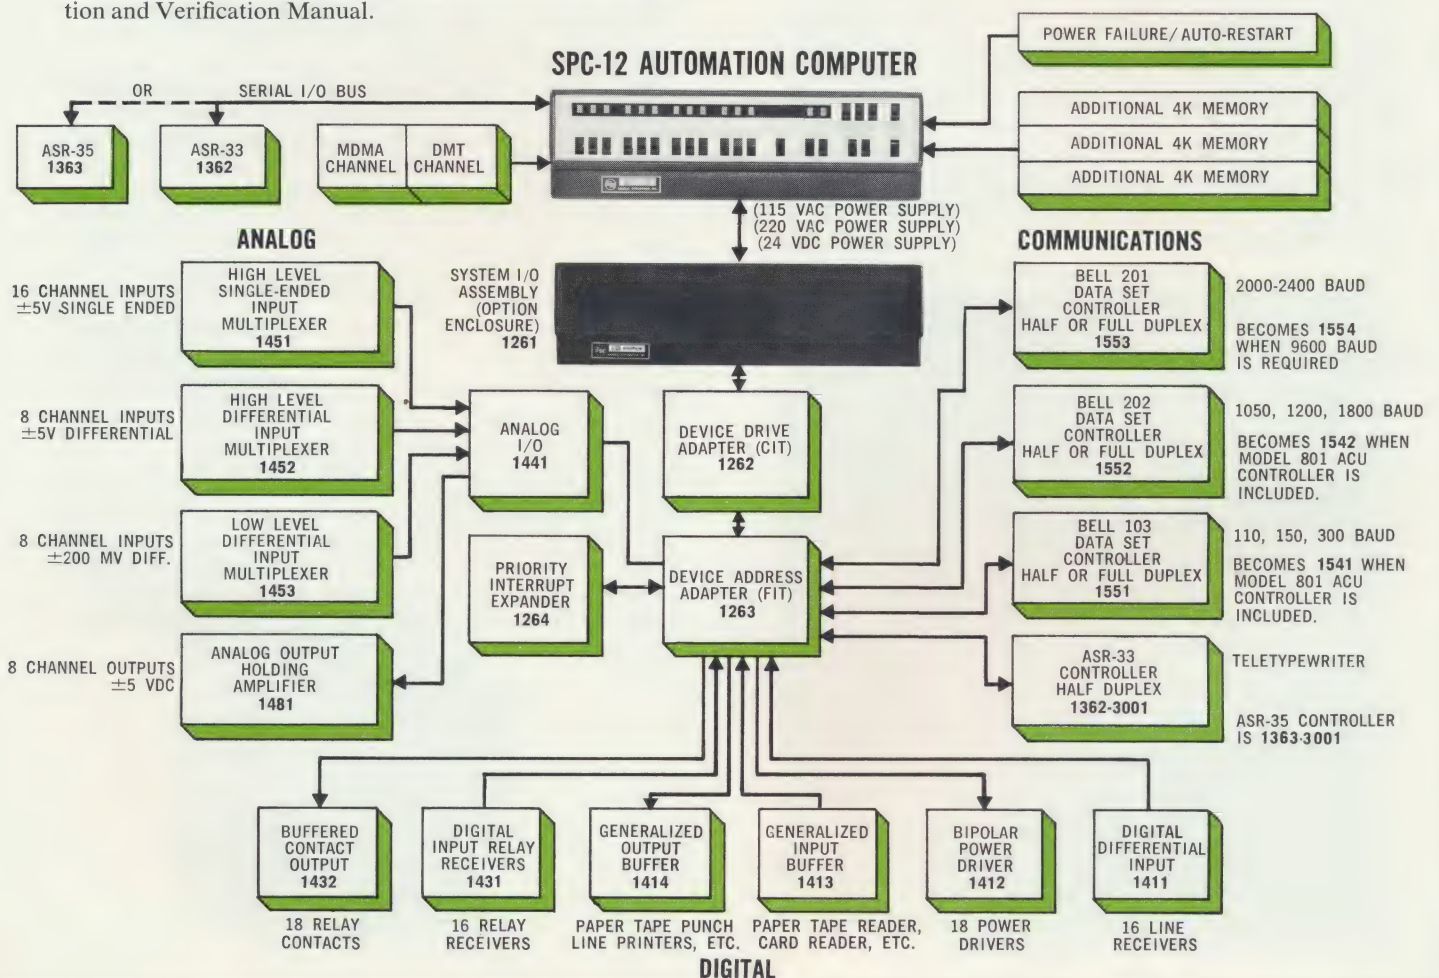 tion and Verification Manual.
SPC-12 AUTOMATION COMPUTER
POWER FAILURE/AUTO-RESTART
ADDITIONAL 4K MEMORY
ADDITIONAL 4K MEMORY
ADDITIONAL 4K MEMORY
OR
SERIAL I/O BUS
ASR-35
1363
ASR-33
1362
MDMA
CHANNEL
DMT
CHANNEL
(115 VAC POWER SUPPLY)
(220 VAC POWER SUPPLY)
(24 VDC POWER SUPPLY)
SYSTEM I/O
ASSEMBLY
(OPTION
ENCLOSURE)
1261
ANALOG
16 CHANNEL INPUTS
±5V SINGLE ENDED
HIGH LEVEL
SINGLE-ENDED
INPUT
MULTIPLEXER
1451
8 CHANNEL INPUTS
±5V DIFFERENTIAL
HIGH LEVEL
DIFFERENTIAL
INPUT
MULTIPLEXER
1452
8 CHANNEL INPUTS
±200 MV DIFF.
LOW LEVEL
DIFFERENTIAL
INPUT
MULTIPLEXER
1453
8 CHANNEL OUTPUTS
±5 VDC
ANALOG OUTPUT
HOLDING
AMPLIFIER
1481
ANALOG
I/O
1441
DEVICE DRIVE
ADAPTER (CIT)
1262
PRIORITY
INTERRUPT
EXPANDER
1264
DEVICE ADDRESS
ADAPTER (FIT)
1263
COMMUNICATIONS
BELL 201
DATA SET
CONTROLLER
HALF OR FULL DUPLEX
1553
2000-2400 BAUD
BECOMES 1554
WHEN 9600 BAUD
IS REQUIRED
BELL 202
DATA SET
CONTROLLER
HALF OR FULL DUPLEX
1552
1050, 1200, 1800 BAUD
BECOMES 1542 WHEN
MODEL 801 ACU
CONTROLLER IS
INCLUDED.
BELL 103
DATA SET
CONTROLLER
HALF OR FULL DUPLEX
1551
110, 150, 300 BAUD
BECOMES 1541 WHEN
MODEL 801 ACU
CONTROLLER IS
INCLUDED.
ASR-33
CONTROLLER
HALF DUPLEX
1362-3001
TELETYPEWRITER
ASR-35 CONTROLLER
IS 1363-3001
BUFFERED
CONTACT
OUTPUT
1432
18 RELAY
CONTACTS
DIGITAL
INPUT RELAY
RECEIVERS
1431
16 RELAY
RECEIVERS
GENERALIZED
OUTPUT
BUFFER
1414
PAPER TAPE PUNCH
LINE PRINTERS, ETC.
GENERALIZED
INPUT
BUFFER
1413
PAPER TAPE READER,
CARD READER, ETC.
BIPOLAR
POWER
DRIVER
1412
18 POWER
DRIVERS
DIGITAL
DIFFERENTIAL
INPUT
1411
16 LINE
RECEIVERS
DIGITAL